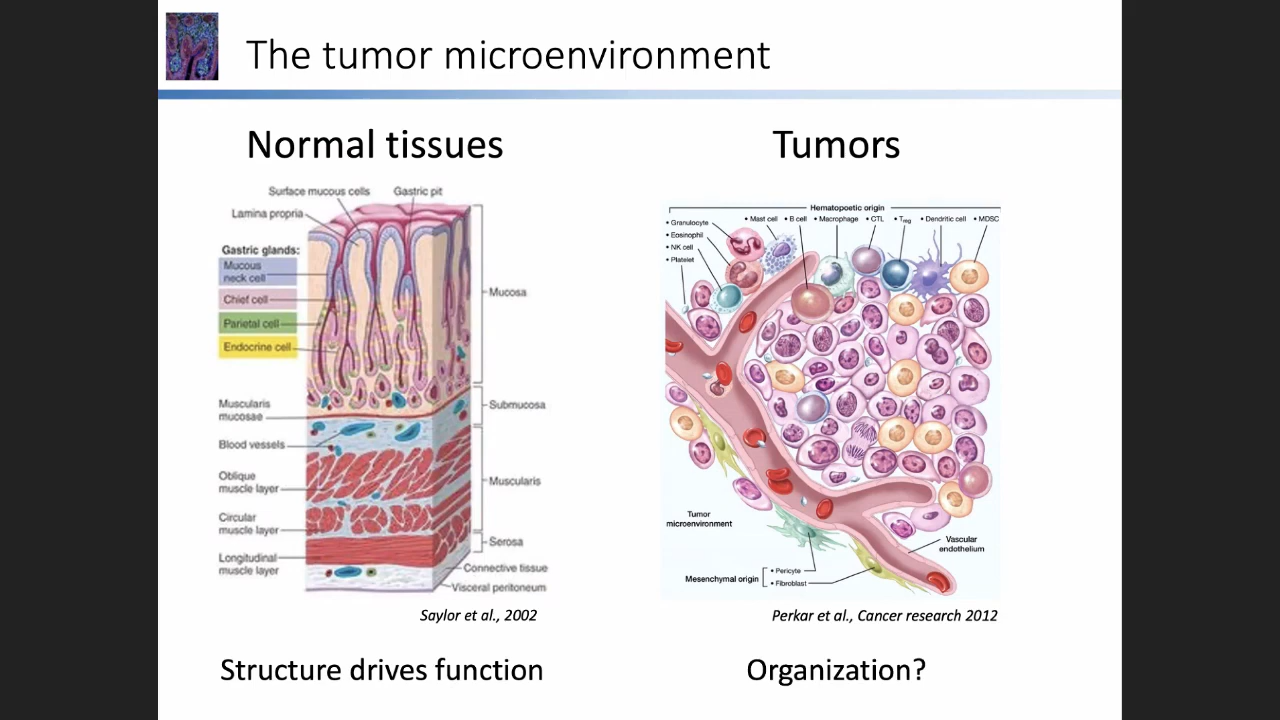 The tumor microenvironment
Normal tissues
Surface mucous cells
Gastric pit
Lamina propria
Gastric glands:
Mucous
neck cell
Chief cell
Parietal cell
Endocrine cell
Mucosa
Muscularis
mucosae
Submucosa
Blood vessels
Oblique
muscle layer
Muscularis
Circular
muscle layer
Serosa
Longitudinal
muscle layer
Connective tissue
Visceral peritoneum
Saylor et al., 2002
Structure drives function
Tumors
Hematopoetic origin
• Granulocyte
• Eosinophil
• NK cell
• Platelet
• Mast cell
• B cell
• Macrophage
• CTL
• Treg
• Dendritic cell
• MDSC
Tumor
microenvironment
Vascular
endothelium
Mesenchymal origin
• Pericyte
• Fibroblast
Perkar et al., Cancer research 2012
Organization?